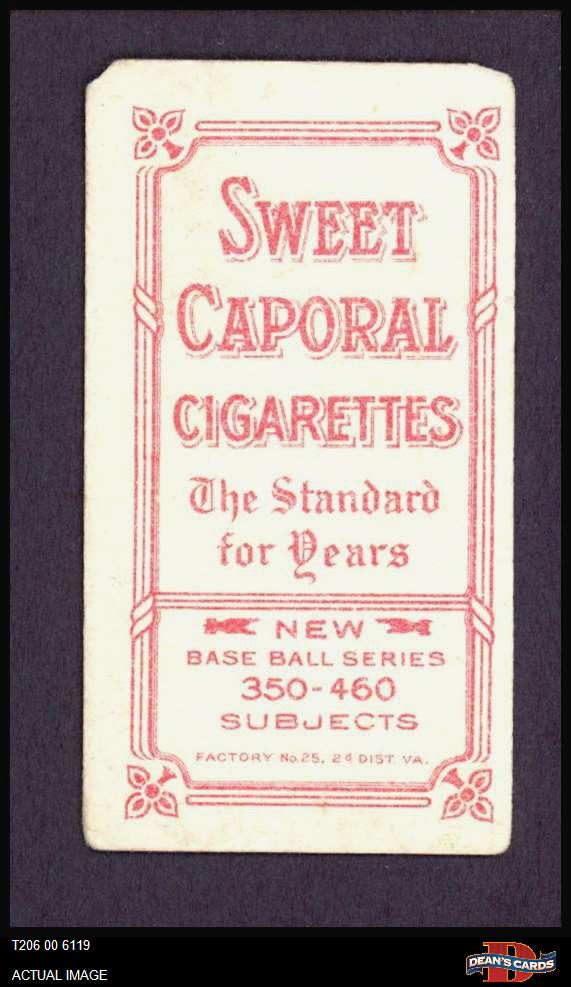 SWEET
CAPORAL
CIGARETTES
The Standard
for Years
NEW
BASE BALL SERIES
350-460
SUBJECTS
FACTORY No. 25, 2d DIST. VA.
T206 00 6119
ACTUAL IMAGE
DEAN'S CARDS